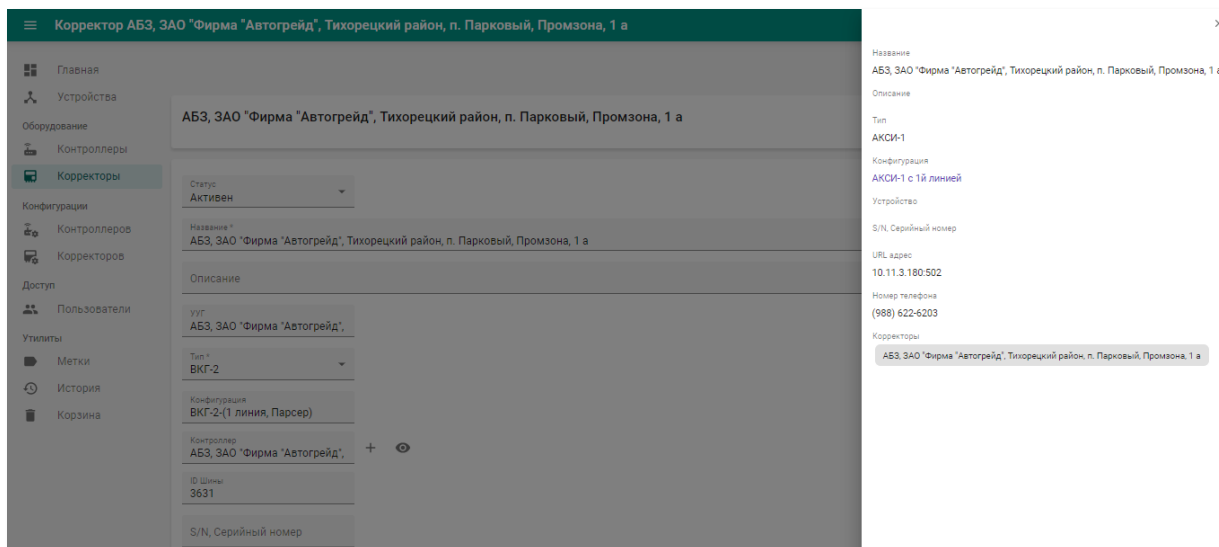 Корректор АБЗ, ЗАО "Фирма "Автогрейд", Тихорецкий район, п. Парковый, Промзона, 1 а
Главная
Устройства
Оборудование
Контроллеры
Корректоры
Конфигурации
Контроллеров
Корректоров
Доступ
Пользователи
Утилиты
Метки
История
Корзина
АБЗ, ЗАО "Фирма "Автогрейд", Тихорецкий район, п. Парковый, Промзона, 1 а
Статус
Активен
Название *
АБЗ, ЗАО "Фирма "Автогрейд", Тихорецкий район, п. Парковый, Промзона, 1 а
Описание
УУГ
АБЗ, ЗАО "Фирма "Автогрейд",
Тип *
ВКГ-2
Конфигурация
ВКГ-2-(1 линия, Парсер)
Контроллер
АБЗ, ЗАО "Фирма "Автогрейд",
ID Шины
3631
S/N, Серийный номер
Название
АБЗ, ЗАО "Фирма "Автогрейд", Тихорецкий район, п. Парковый, Промзона, 1 а
Описание
Тип
АКСИ-1
Конфигурация
АКСИ-1 с 1й линией
Устройство
S/N, Серийный номер
URL адрес
10.11.3.180:502
Номер телефона
(988) 622-6203
Корректоры
АБЗ, ЗАО "Фирма "Автогрейд", Тихорецкий район, п. Парковый, Промзона, 1 а